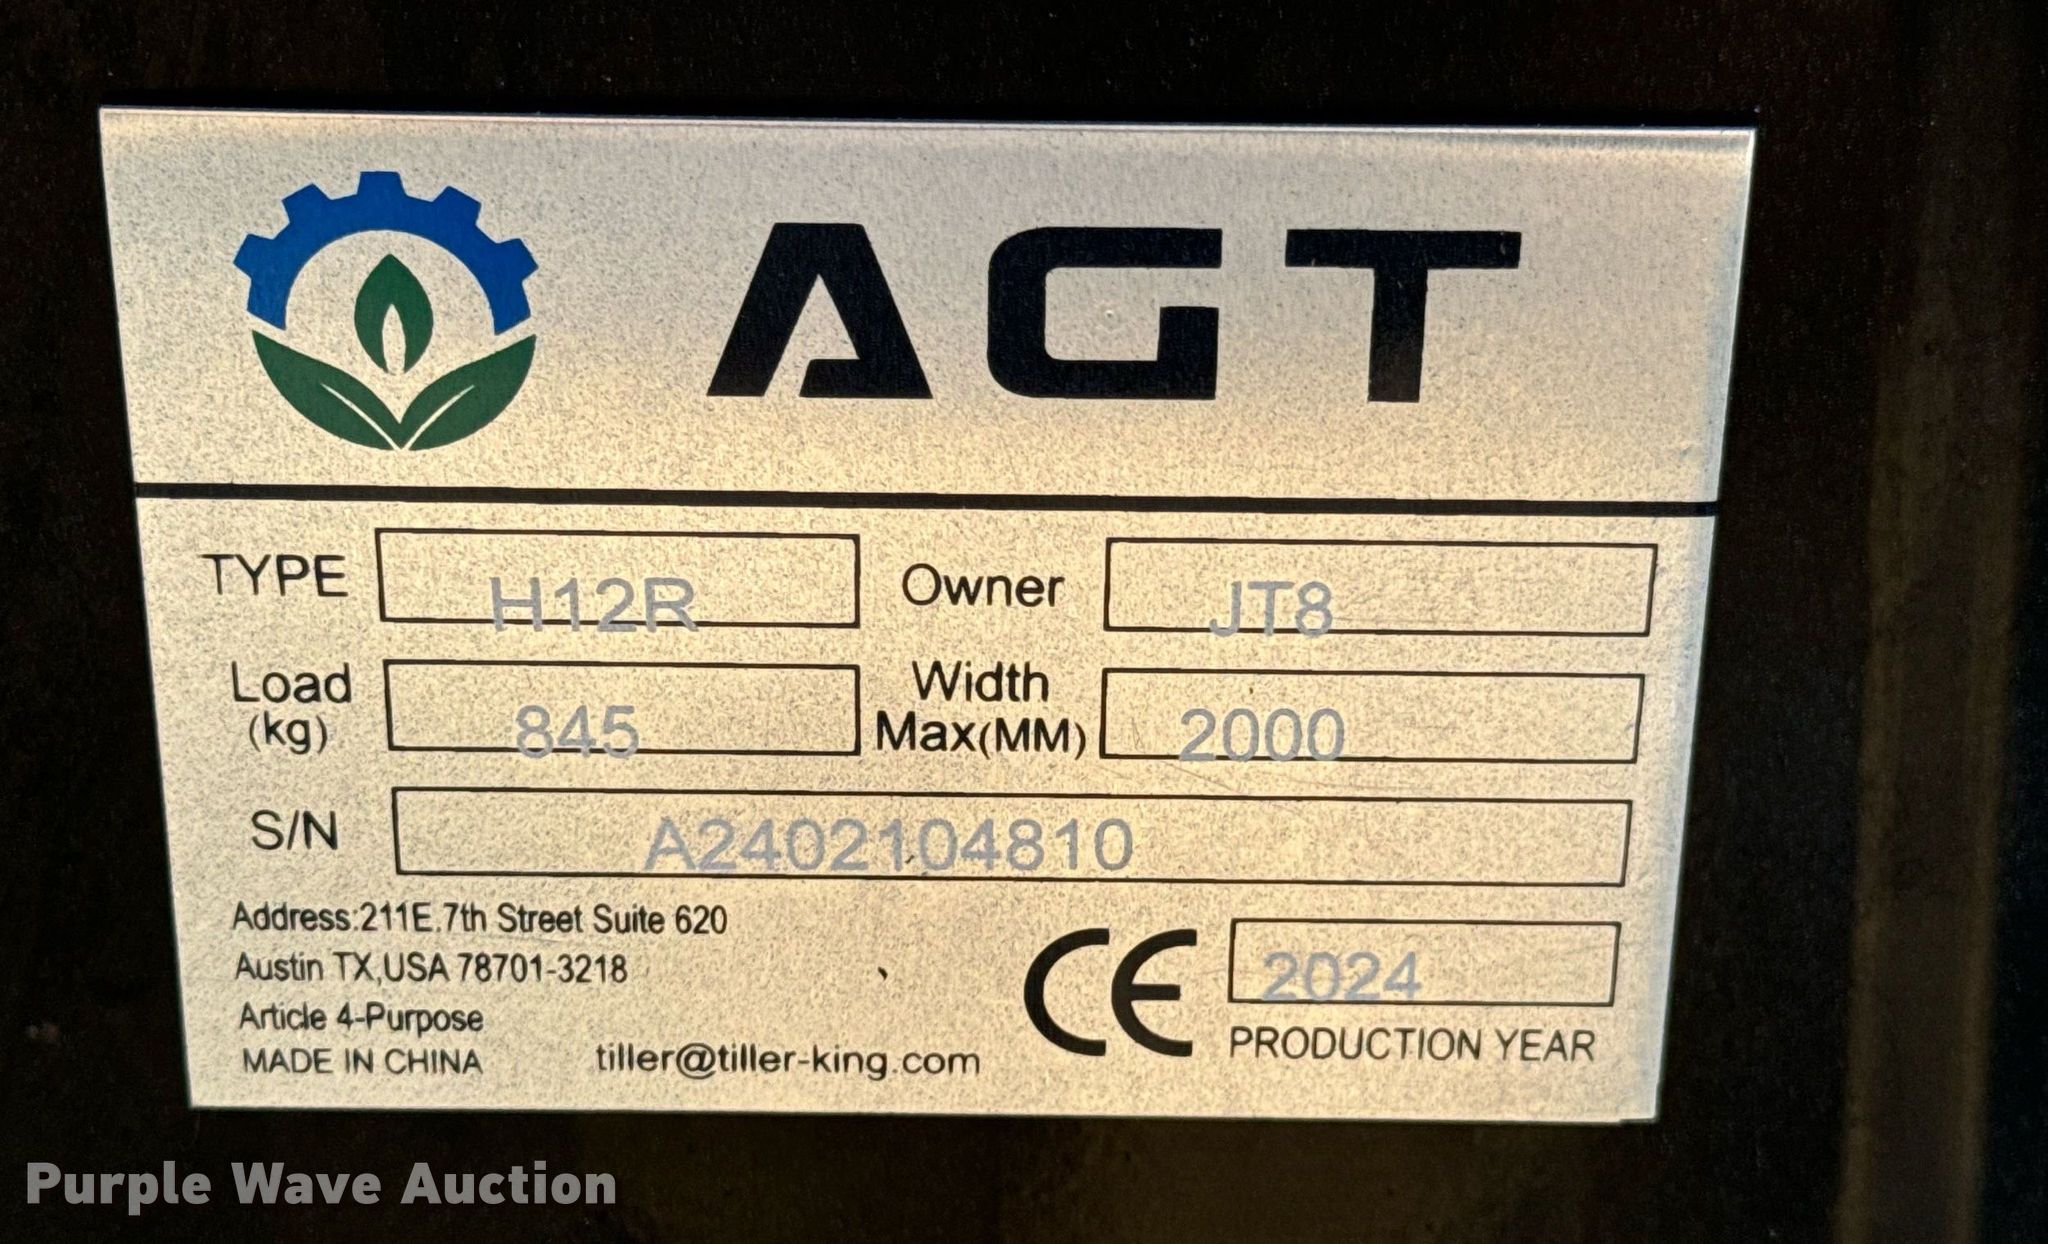 AGT
TYPE H12R Owner JT8
Load (kg) 845 Width Max(MM) 2000
S/N A2402104810
Address:211E.7th Street Suite 620
Austin TX,USA 78701-3218
Article 4-Purpose
MADE IN CHINA tiller@tiller-king.com
CE 2024
PRODUCTION YEAR
Purple Wave Auction